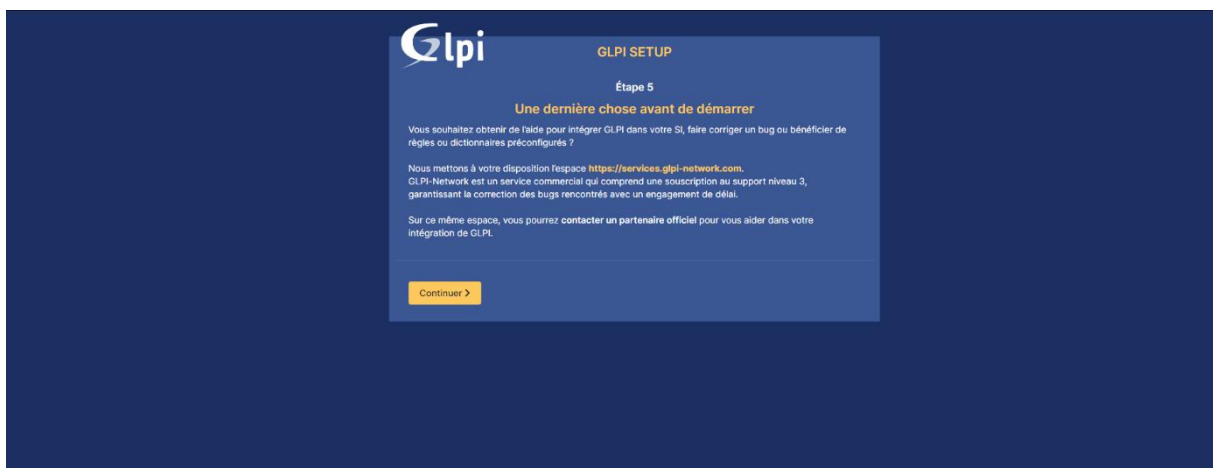 Glpi
GLPI SETUP
Étape 5
Une dernière chose avant de démarrer
Vous souhaitez obtenir de l'aide pour intégrer GLPI dans votre SI, faire corriger un bug ou bénéficier de
règles ou dictionnaires préconfigurés ?
Nous mettons à votre disposition l'espace https://services.glpi-network.com.
GLPI-Network est un service commercial qui comprend une souscription au support niveau 3,
garantissant la correction des bugs rencontrés avec un engagement de délai.
Sur ce même espace, vous pourrez contacter un partenaire officiel pour vous aider dans votre
intégration de GLPI.
Continuer >